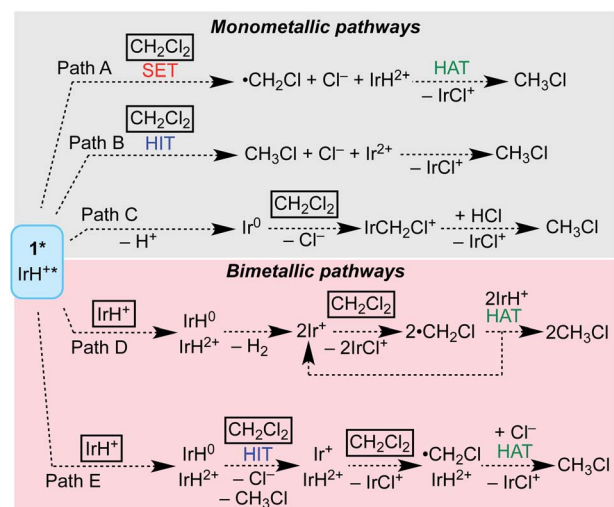 Monometallic pathways
Path A
CH₂Cl₂
SET
•CH₂Cl + Cl⁻ + IrH²⁺
HAT
– IrCl⁺
CH₃Cl
Path B
CH₂Cl₂
HIT
CH₃Cl + Cl⁻ + Ir²⁺
– IrCl⁺
CH₃Cl
Path C
– H⁺
Ir⁰
CH₂Cl₂
– Cl⁻
IrCH₂Cl⁺
+ HCl
– IrCl⁺
CH₃Cl
1*
IrH⁺*
Bimetallic pathways
IrH⁺
Path D
IrH⁰
IrH²⁺
– H₂
2Ir⁺
CH₂Cl₂
– 2IrCl⁺
2•CH₂Cl
2IrH⁺
HAT
2CH₃Cl
IrH⁺
Path E
IrH⁰
IrH²⁺
CH₂Cl₂
HIT
– Cl⁻
– CH₃Cl
Ir⁺
IrH²⁺
CH₂Cl₂
– IrCl⁺
•CH₂Cl
IrH²⁺
+ Cl⁻
HAT
– IrCl⁺
CH₃Cl